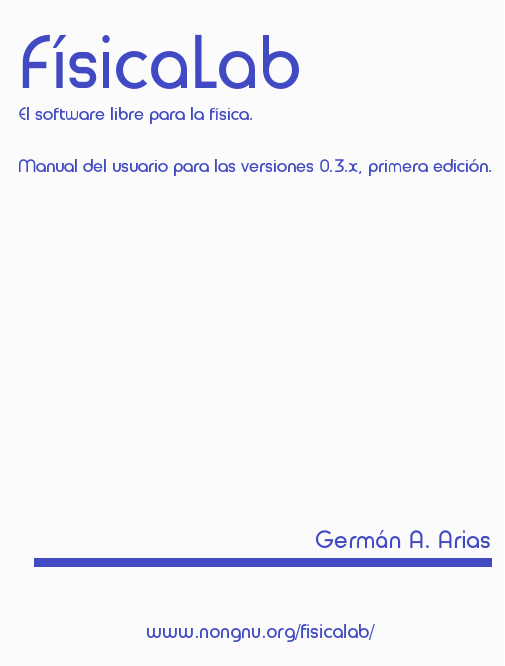 FísicaLab
El software libre para la física.
Manual del usuario para las versiones 0.3.x, primera edición.
Germán A. Arias
www.nongnu.org/fisicalab/